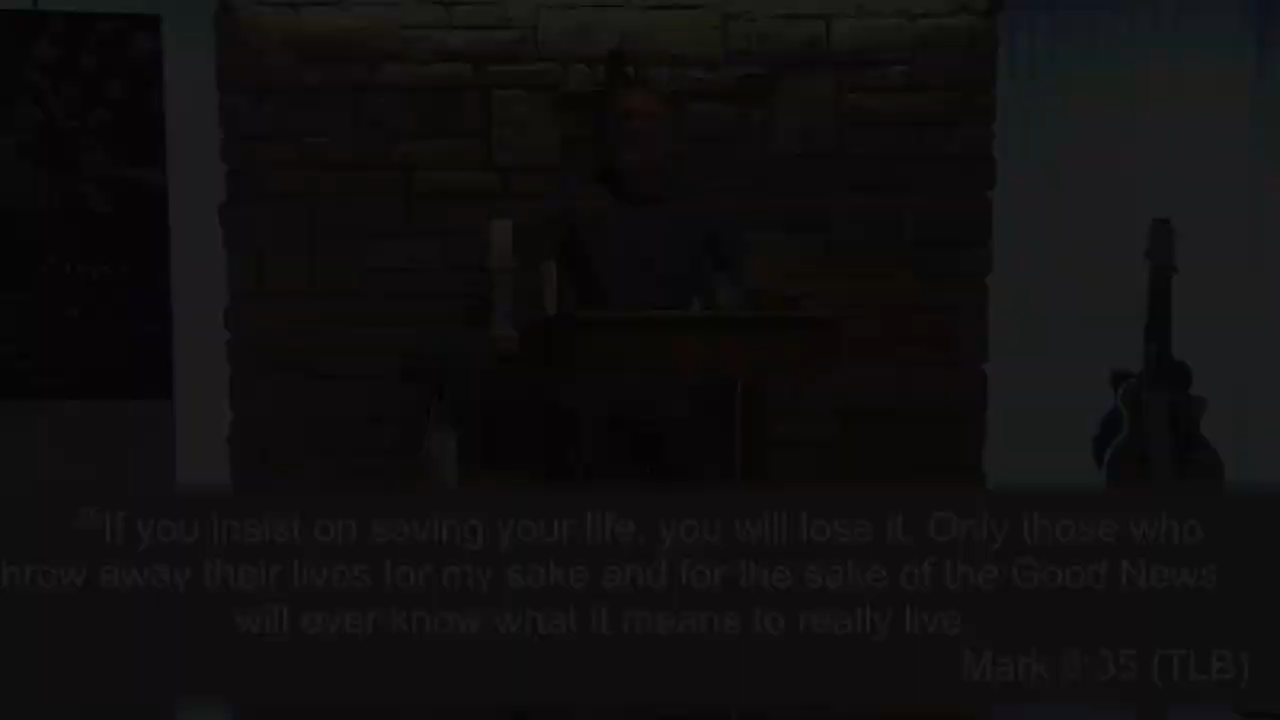 ³⁵If you insist on saving your life, you will lose it. Only those who
throw away their lives for my sake and for the sake of the Good News
will ever know what it means to really live.
Mark 8:35 (TLB)